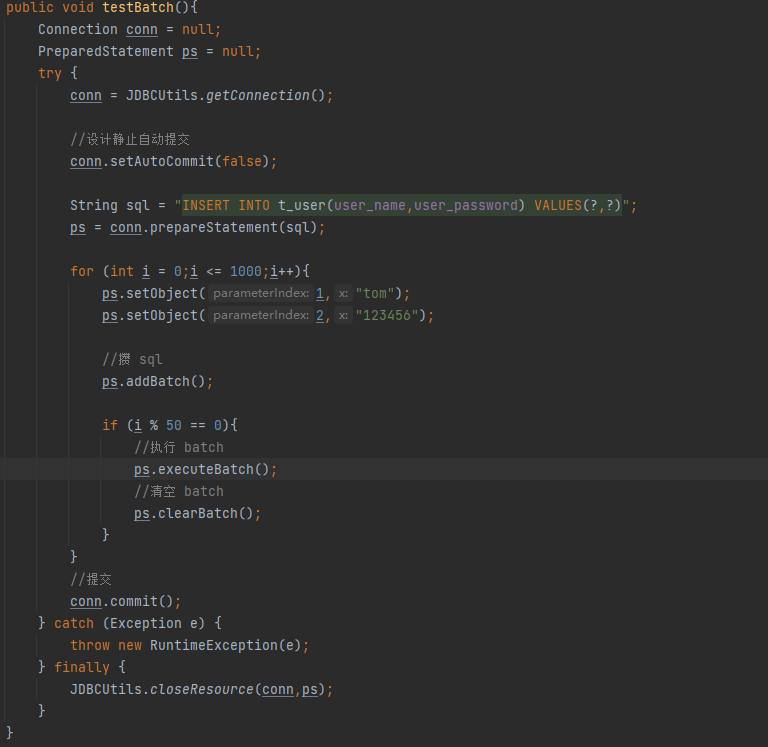 public void testBatch(){
Connection conn = null;
PreparedStatement ps = null;
try {
conn = JDBCUtils.getConnection();
//设计静止自动提交
conn.setAutoCommit(false);
String sql = "INSERT INTO t_user(user_name,user_password) VALUES(?,?)";
ps = conn.prepareStatement(sql);
for (int i = 0;i <= 1000;i++){
ps.setObject( parameterIndex: 1, x: "tom");
ps.setObject( parameterIndex: 2, x: "123456");
//攒 sql
ps.addBatch();
if (i % 50 == 0){
//执行 batch
ps.executeBatch();
//清空 batch
ps.clearBatch();
}
}
//提交
conn.commit();
} catch (Exception e) {
throw new RuntimeException(e);
} finally {
JDBCUtils.closeResource(conn,ps);
}
}